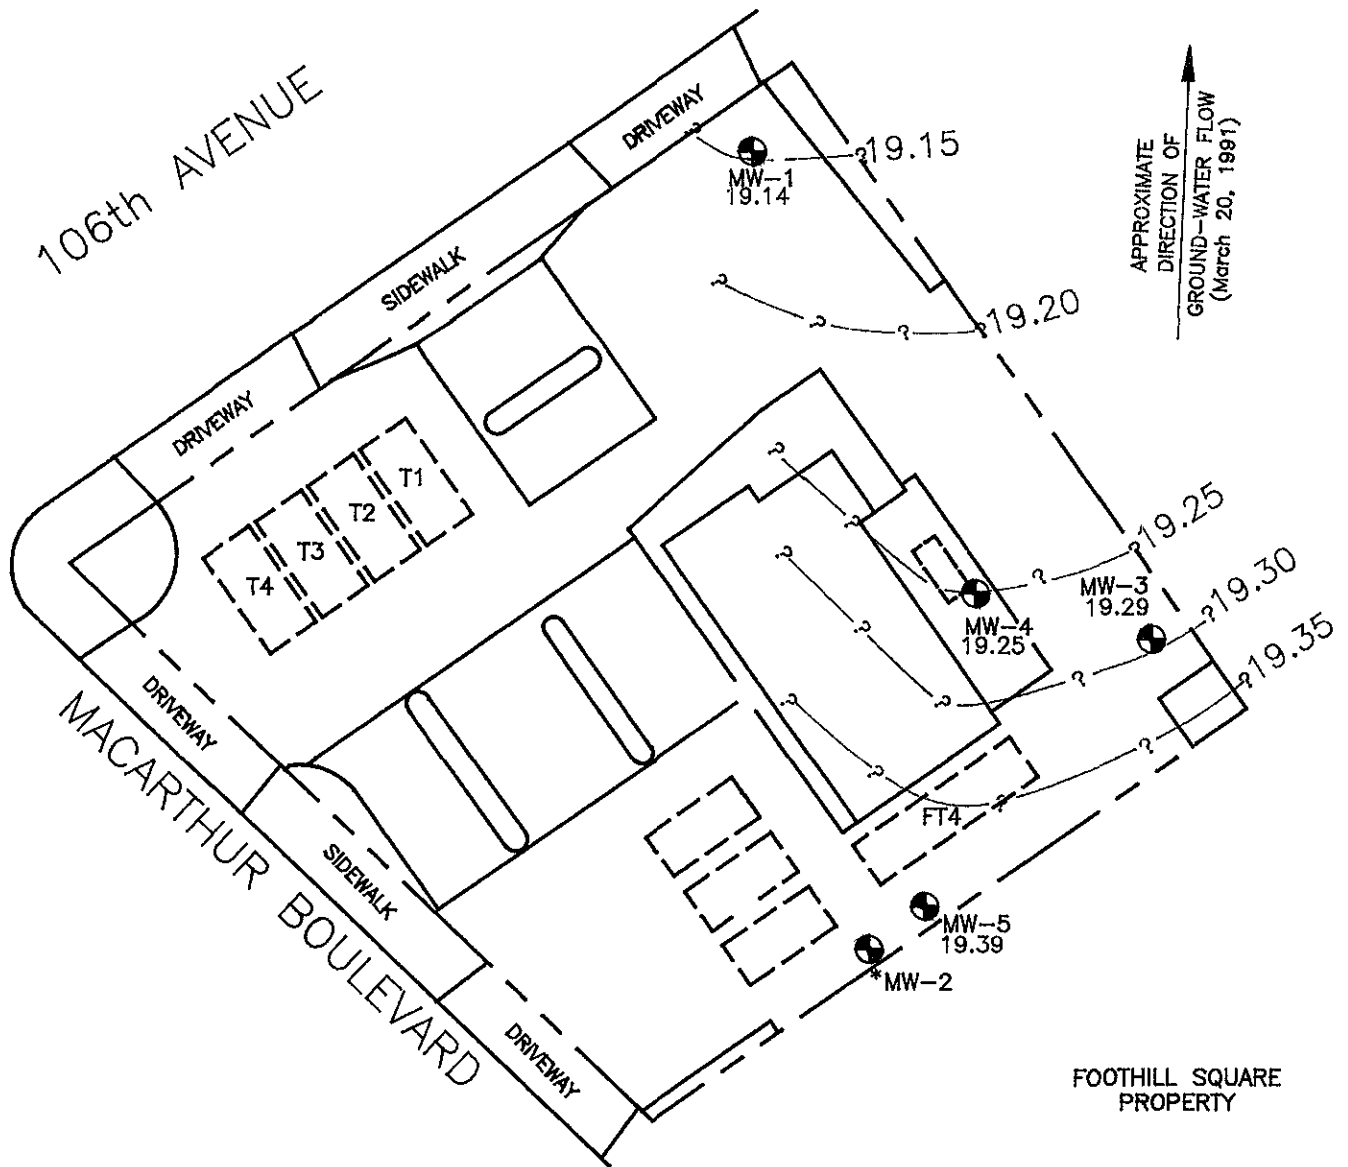 106th AVENUE
DRIVEWAY
SIDEWALK
DRIVEWAY
?
?
19.15
MW-1
19.14
APPROXIMATE
DIRECTION OF
GROUND-WATER FLOW
(March 20, 1991)
?
?
?
?
19.20
T1
T2
T3
T4
?
?
?
?
19.25
MW-4
19.25
MW-3
19.29
?
?
?
?
?
19.30
?
?
?
?
?
19.35
FT4
MW-5
19.39
*MW-2
DRIVEWAY
MACARTHUR BOULEVARD
SIDEWALK
DRIVEWAY
FOOTHILL SQUARE
PROPERTY